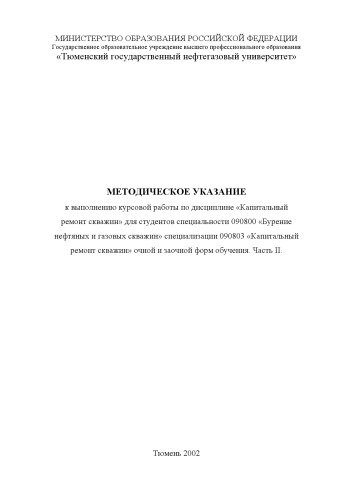 МИНИСТЕРСТВО ОБРАЗОВАНИЯ РОССИЙСКОЙ ФЕДЕРАЦИИ
Государственное образовательное учреждение высшего профессионального образования
«Тюменский государственный нефтегазовый университет»
МЕТОДИЧЕСКОЕ УКАЗАНИЕ
к выполнению курсовой работы по дисциплине «Капитальный
ремонт скважин» для студентов специальности 090800 «Бурение
нефтяных и газовых скважин» специализации 090803 «Капитальный
ремонт скважин» очной и заочной форм обучения. Часть II.
Тюмень 2002